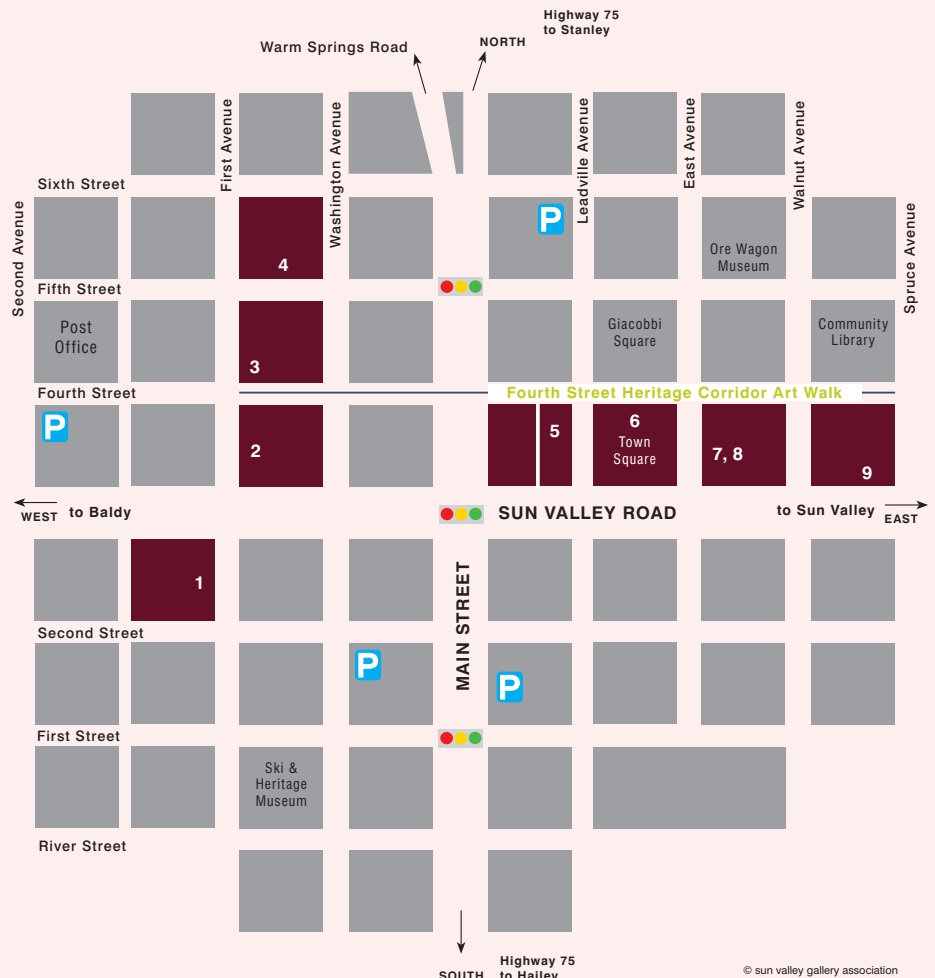 Highway 75
to Stanley
Warm Springs Road
NORTH
First Avenue
Washington Avenue
Leadville Avenue
East Avenue
Walnut Avenue
Sixth Street
Second Avenue
Spruce Avenue
P
4
Ore Wagon
Museum
Fifth Street
Post
Office
3
Giacobbi
Square
Community
Library
Fourth Street
Fourth Street Heritage Corridor Art Walk
P
2
5
6
Town
Square
7, 8
9
WEST
to Baldy
SUN VALLEY ROAD
to Sun Valley
EAST
1
MAIN STREET
Second Street
P
P
First Street
Ski &
Heritage
Museum
River Street
SOUTH
Highway 75
to Hailey
© sun valley gallery association